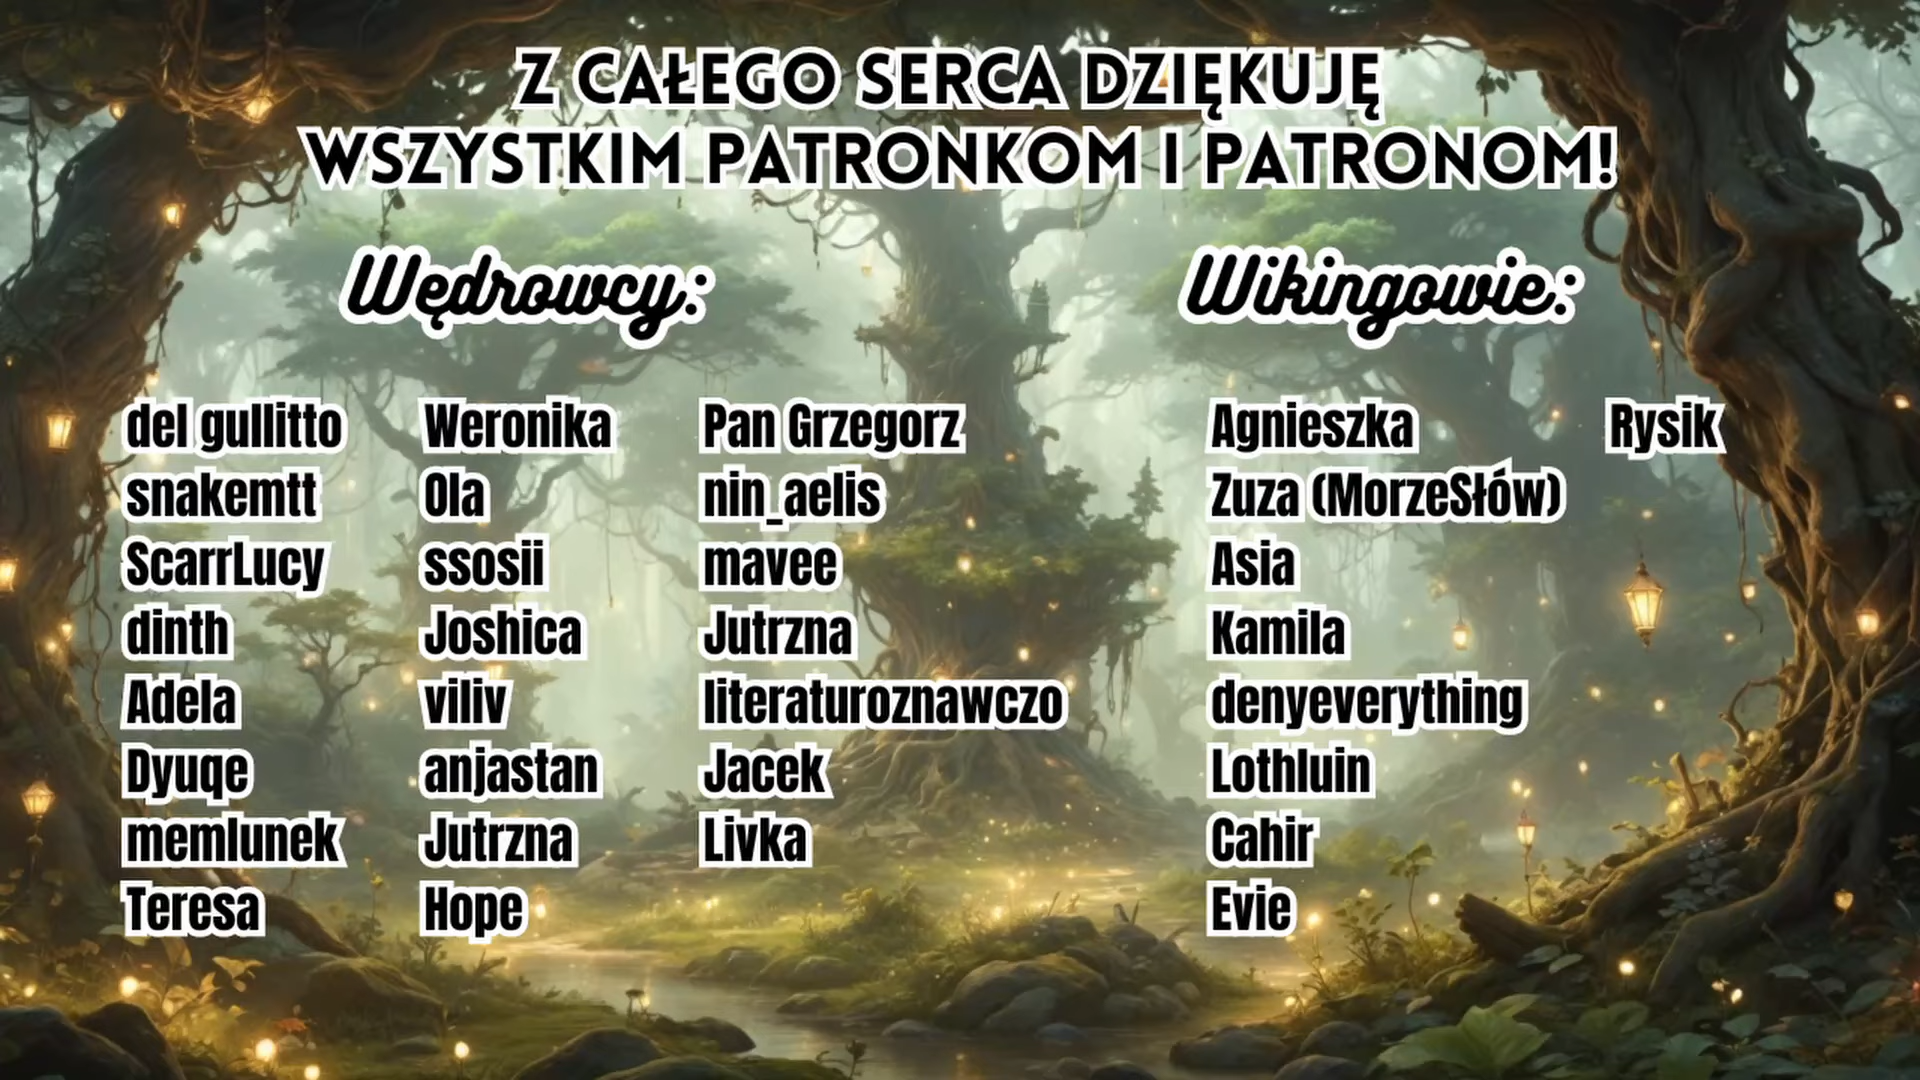 Z CAŁEGO SERCA DZIĘKUJĘ
WSZYSTKIM PATRONKOM I PATRONOM!
Wędrowcy:
del gullitto
snakemtt
ScarrLucy
dinth
Adela
Dyuqe
memlunek
Teresa
Weronika
Ola
ssosii
Joshica
viliv
anjastan
Jutrzna
Hope
Pan Grzegorz
nin_aelis
mavee
Jutrzna
literaturoznawczo
Jacek
Livka
Wikingowie:
Agnieszka
Zuza (MorzeSłów)
Asia
Kamila
denyeverything
Lothluin
Cahir
Evie
Rysik